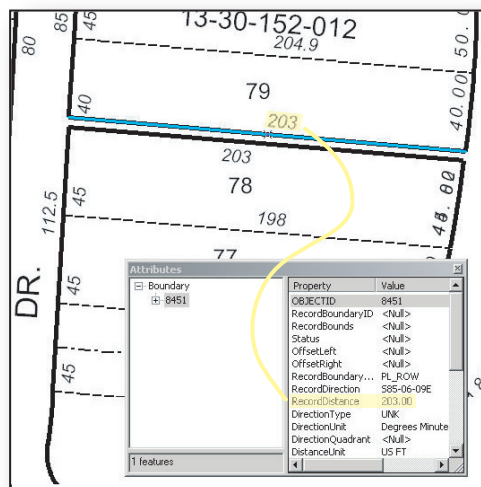 85
45
13-30-152-012
50.0
80
204.9
79
40.00
40
203
203
78
112.5
45
198
77
DR.
45
45
Attributes
Boundary
8451
Property Value
OBJECTID 8451
RecordBoundaryID <Null>
RecordBounds <Null>
Status <Null>
OffsetLeft <Null>
OffsetRight <Null>
RecordBoundary... PL_ROW
RecordDirection S85-06-09E
RecordDistance 203.00
DirectionType UNK
DirectionUnit Degrees Minute
DirectionQuadrant <Null>
DistanceUnit US FT
1 features